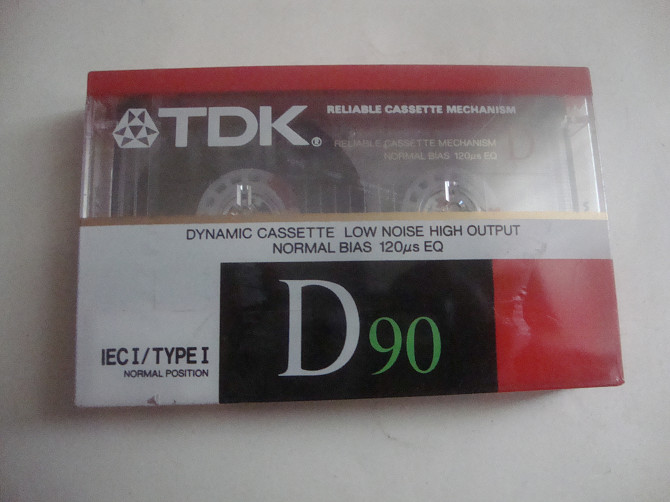 TDK®
RELIABLE CASSETTE MECHANISM
RELIABLE CASSETTE MECHANISM D
NORMAL BIAS 120µs EQ
DYNAMIC CASSETTE LOW NOISE HIGH OUTPUT
NORMAL BIAS 120µs EQ
D90
IEC I/TYPE I
NORMAL POSITION